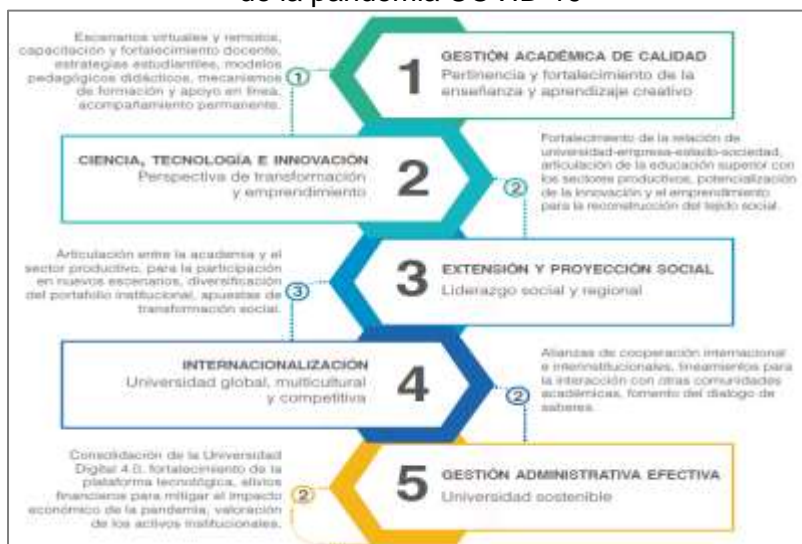 de la pandemia COVID-19
Escenarios virtuales y remotos,
capacitación y fortalecimiento docente,
estrategias estudiantiles, modelos
pedagógicos didácticos, mecanismos
de formación y apoyo en línea,
acompañamiento permanente.
1
1
GESTIÓN ACADÉMICA DE CALIDAD
Pertinencia y fortalecimiento de la
enseñanza y aprendizaje creativo
CIENCIA, TECNOLOGÍA E INNOVACIÓN
Perspectiva de transformación
y emprendimiento
2
2
Fortalecimiento de la relación de
universidad-empresa-estado-sociedad,
articulación de la educación superior con
los sectores productivos, potencialización
de la innovación y el emprendimiento
para la reconstrucción del tejido social.
Articulación entre la academia y el
sector productivo, para la participación
en nuevos escenarios, diversificación
del portafolio institucional, apuestas de
transformación social.
3
3
EXTENSIÓN Y PROYECCIÓN SOCIAL
Liderazgo social y regional
INTERNACIONALIZACIÓN
Universidad global, multicultural
y competitiva
4
2
Alianzas de cooperación internacional
e interinstitucionales, lineamientos para
la interacción con otras comunidades
académicas, fomento del dialogo de
saberes.
Consolidación de la Universidad
Digital 4.0, fortalecimiento de la
plataforma tecnológica, alivios
financieros para mitigar el impacto
económico de la pandemia, valoración
de los activos institucionales.
2
5
GESTIÓN ADMINISTRATIVA EFECTIVA
Universidad sostenible